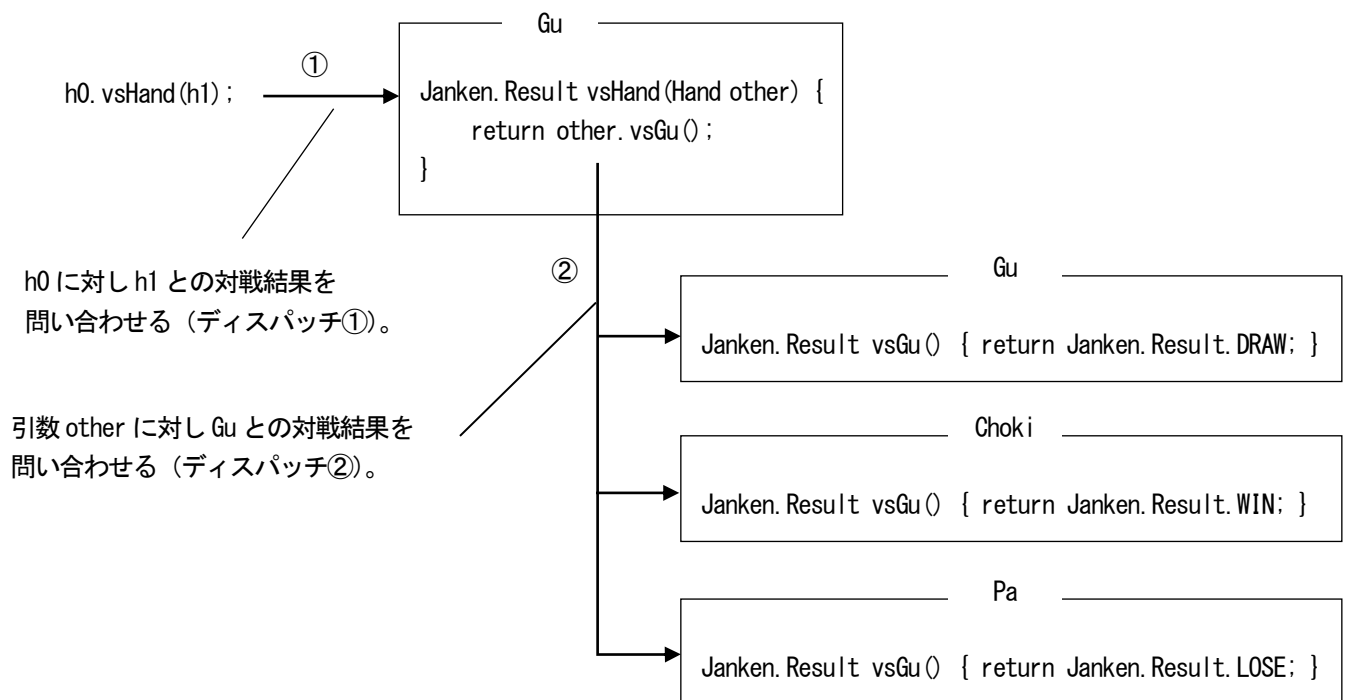 Gu
①
h0.vsHand(h1);
Janken.Result vsHand(Hand other) {
return other.vsGu();
}
h0 に対し h1 との対戦結果を
問い合わせる（ディスパッチ①）。
②
Gu
Janken.Result vsGu() { return Janken.Result.DRAW; }
引数 other に対し Gu との対戦結果を
問い合わせる（ディスパッチ②）。
Choki
Janken.Result vsGu() { return Janken.Result.WIN; }
Pa
Janken.Result vsGu() { return Janken.Result.LOSE; }